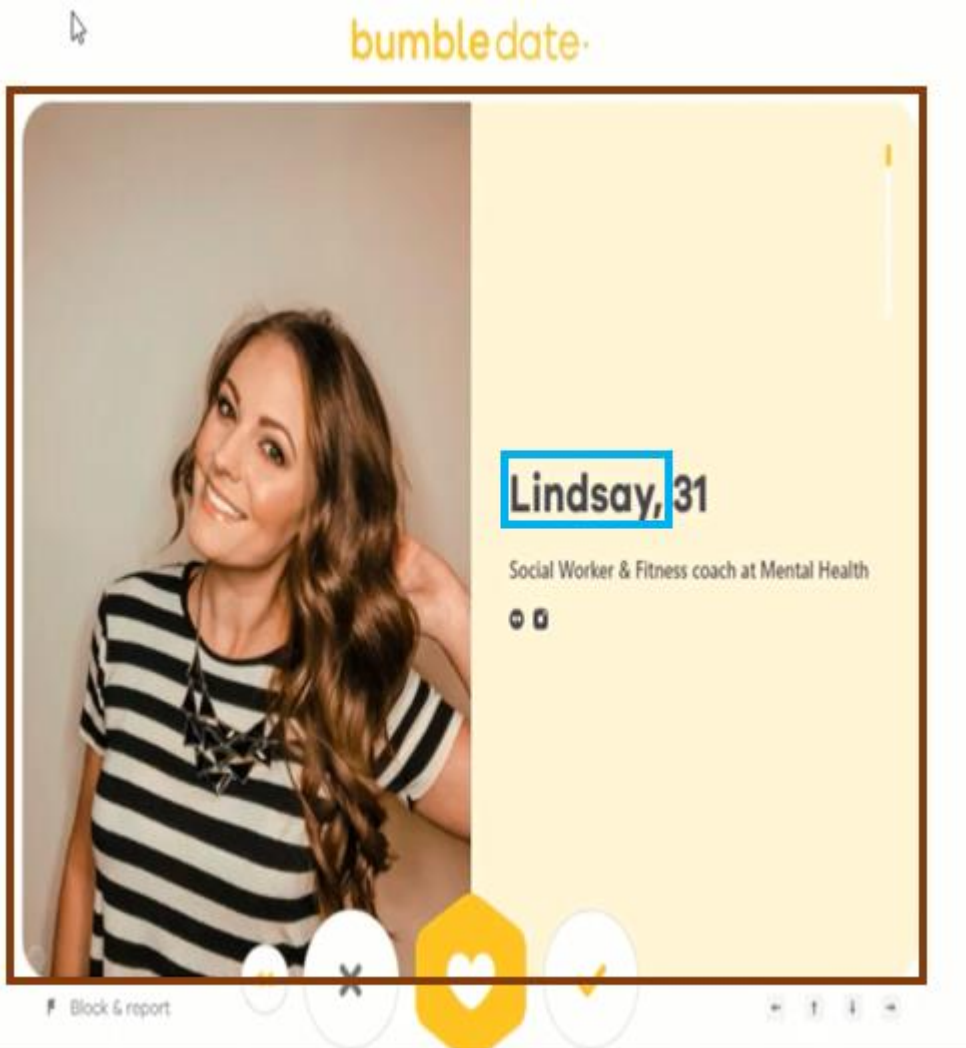 bumble date
Lindsay, 31
Social Worker & Fitness coach at Mental Health
Block & report